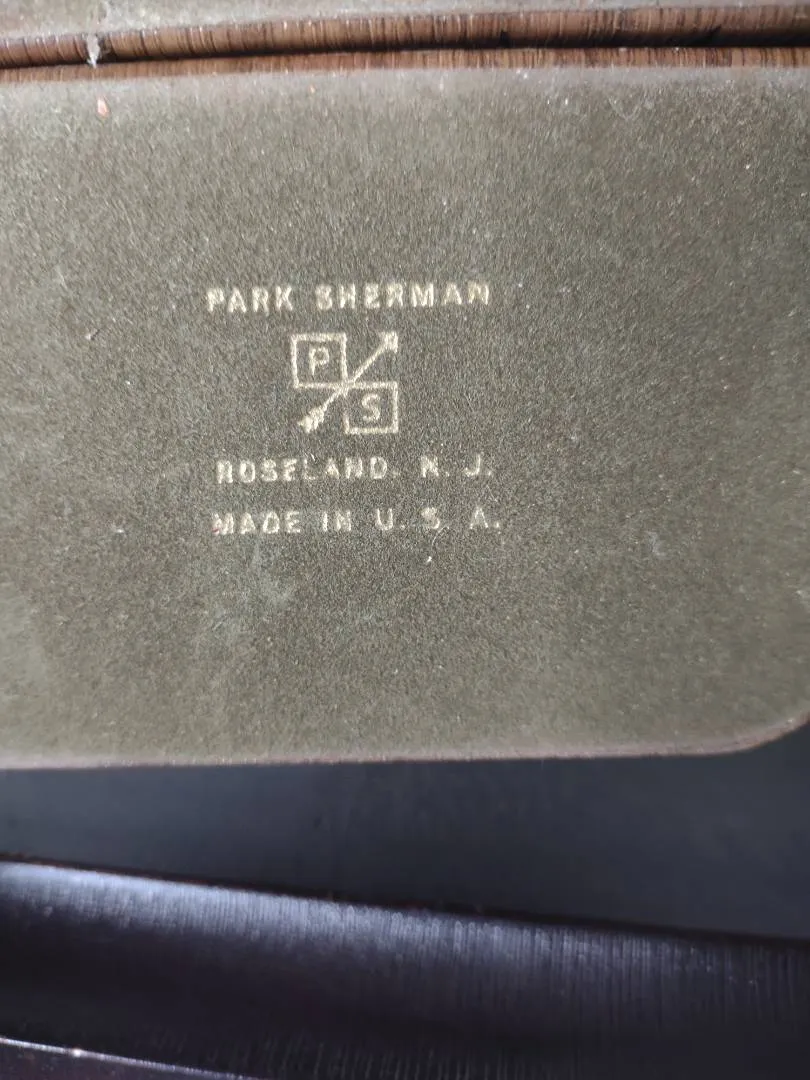 PARK SHERMAN
P
S
ROSELAND, N. J.
MADE IN U. S. A.